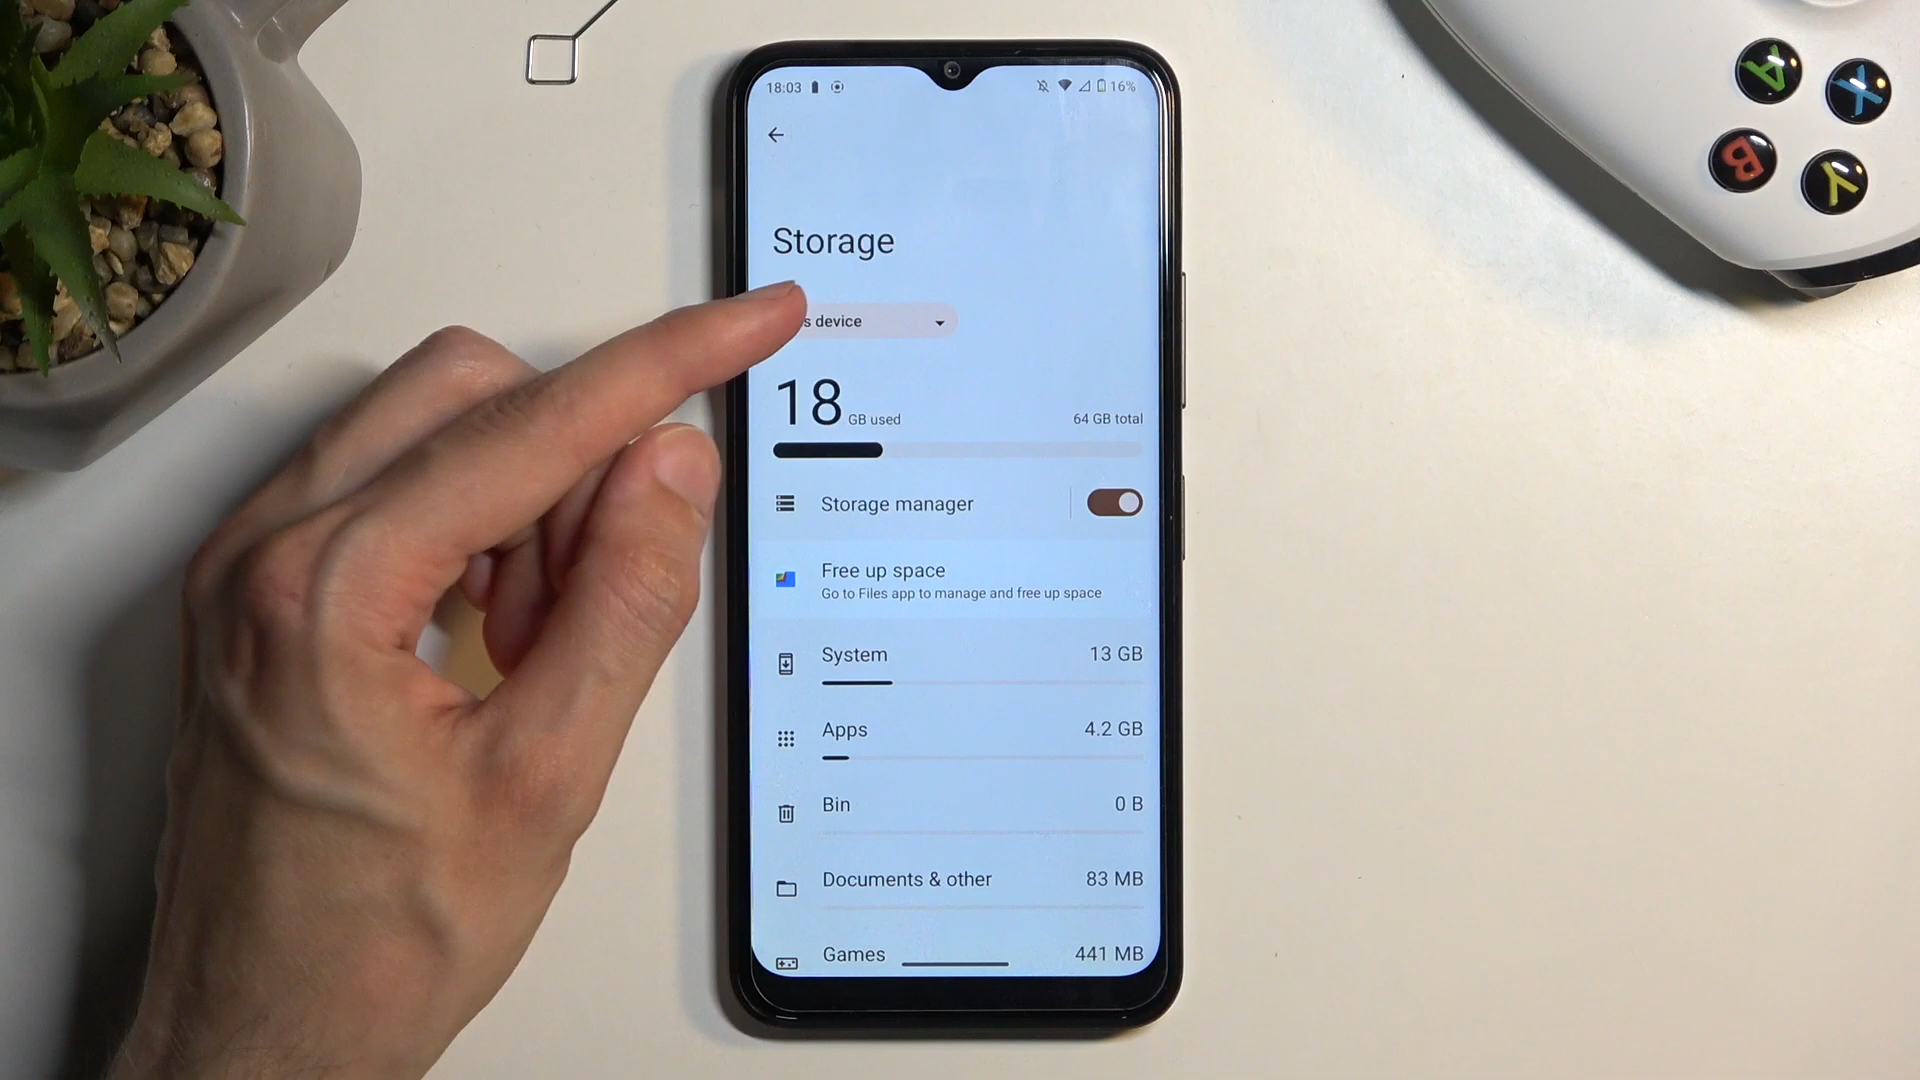 18:03 16%
Storage
s device
18 GB used 64 GB total
Storage manager
Free up space
Go to Files app to manage and free up space
System 13 GB
Apps 4.2 GB
Bin 0 B
Documents & other 83 MB
Games 441 MB
A
X
B
Y